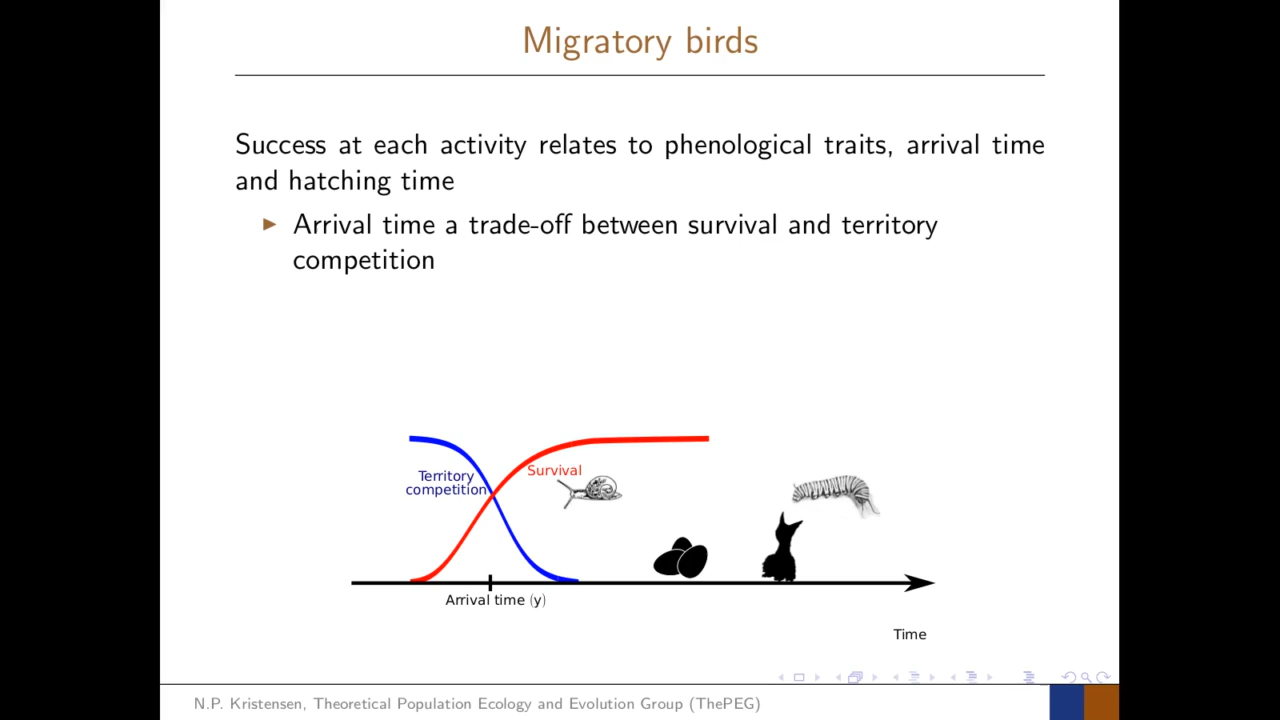 Migratory birds
Success at each activity relates to phenological traits, arrival time
and hatching time
Arrival time a trade-off between survival and territory
competition
Territory
competition
Survival
Arrival time (y)
Time
N.P. Kristensen, Theoretical Population Ecology and Evolution Group (ThePEG)